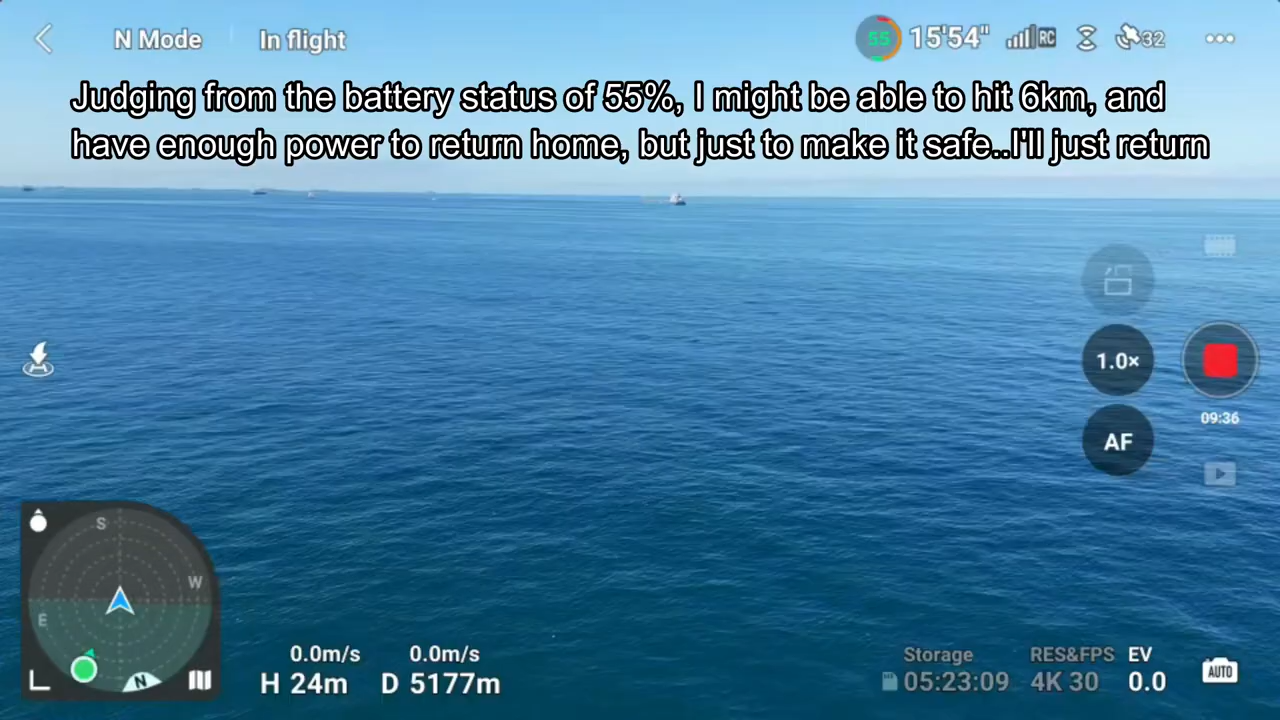 N Mode
In flight
55
15'54"
RC
32
Judging from the battery status of 55%, I might be able to hit 6km, and
have enough power to return home, but just to make it safe..I'll just return
1.0×
09:36
AF
S
W
E
N
0.0m/s
0.0m/s
H 24m
D 5177m
Storage
05:23:09
RES&FPS
4K 30
EV
0.0
AUTO